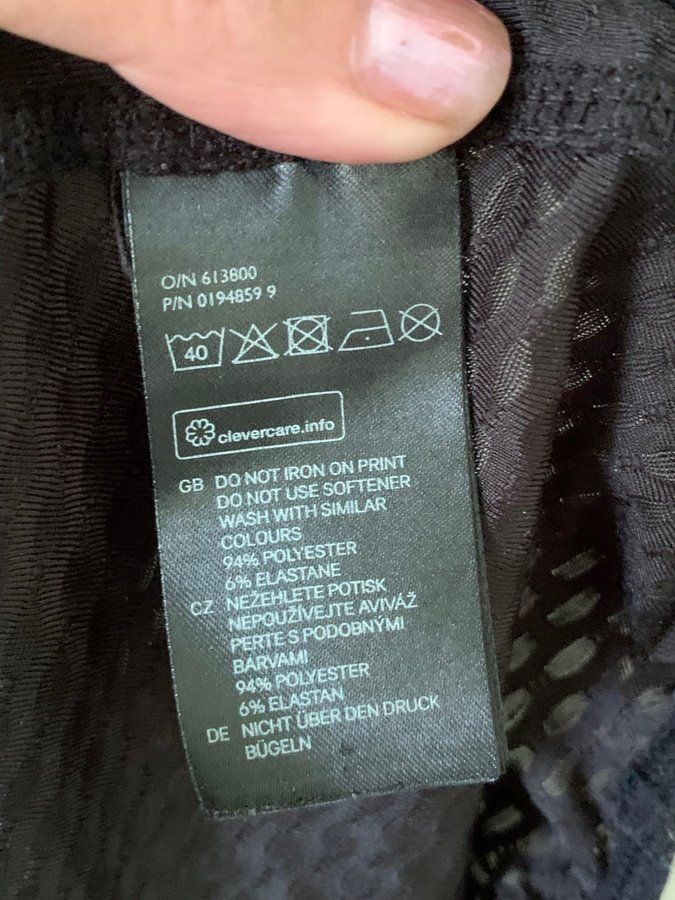 O/N 613800
P/N 0194859 9
40
clevercare.info
GB DO NOT IRON ON PRINT
DO NOT USE SOFTENER
WASH WITH SIMILAR
COLOURS
94% POLYESTER
6% ELASTANE
CZ NEŽEHLETE POTISK
NEPOUŽÍVEJTE AVIVÁŽ
PERTE S PODOBNÝMI
BARVAMI
94% POLYESTER
6% ELASTAN
DE NICHT ÜBER DEN DRUCK
BÜGELN